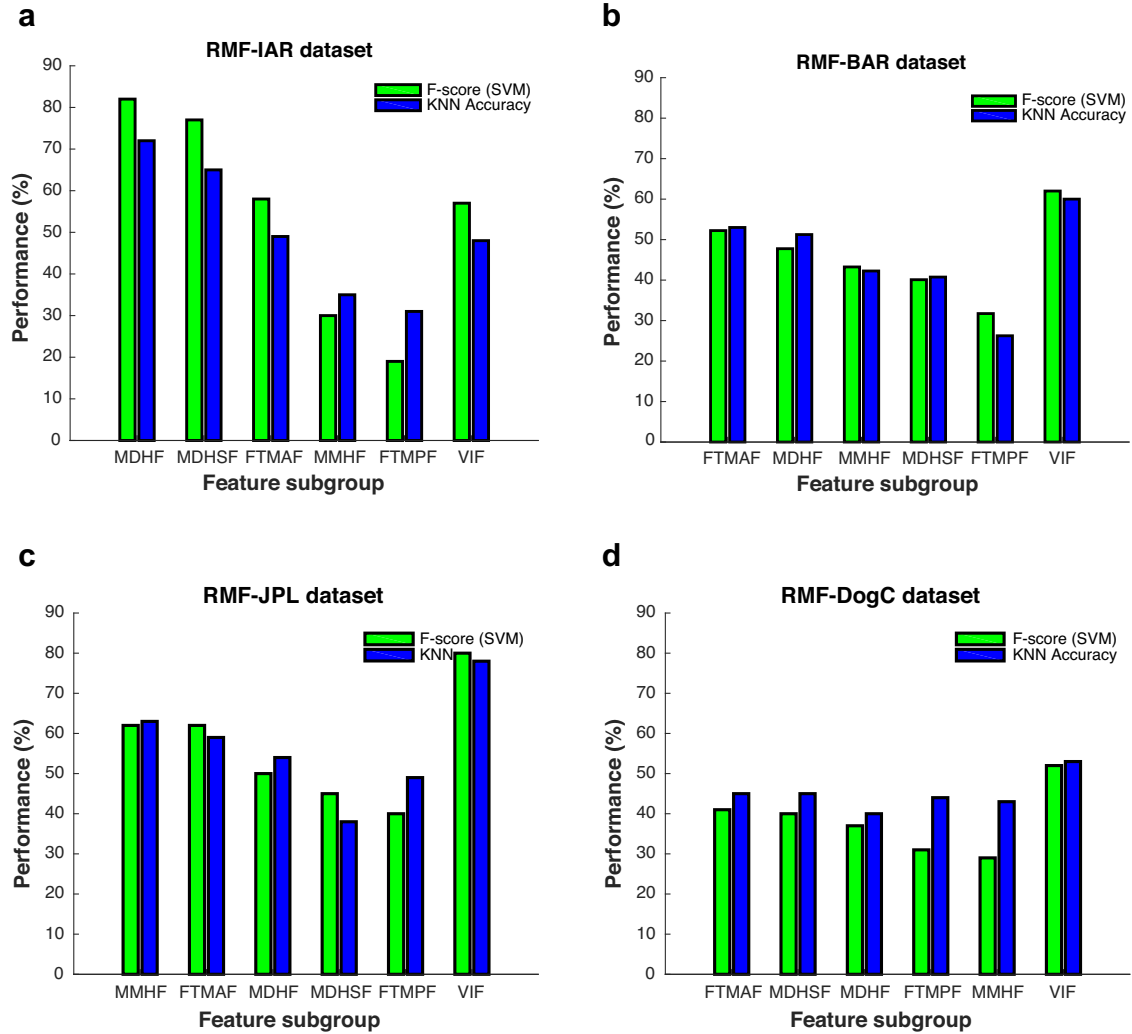 a
RMF-IAR dataset
90
80
70
60
50
40
30
20
10
0
Performance (%)
F-score (SVM)
KNN Accuracy
MDHF MDHSF FTMAF MMHF FTMPF VIF
Feature subgroup
b
RMF-BAR dataset
90
80
70
60
50
40
30
20
10
0
Performance (%)
F-score (SVM)
KNN Accuracy
FTMAF MDHF MMHF MDHSF FTMPF VIF
Feature subgroup
c
RMF-JPL dataset
90
80
70
60
50
40
30
20
10
0
Performance (%)
F-score (SVM)
KNN
MMHF FTMAF MDHF MDHSF FTMPF VIF
Feature subgroup
d
RMF-DogC dataset
90
80
70
60
50
40
30
20
10
0
Performance (%)
F-score (SVM)
KNN Accuracy
FTMAF MDHSF MDHF FTMPF MMHF VIF
Feature subgroup